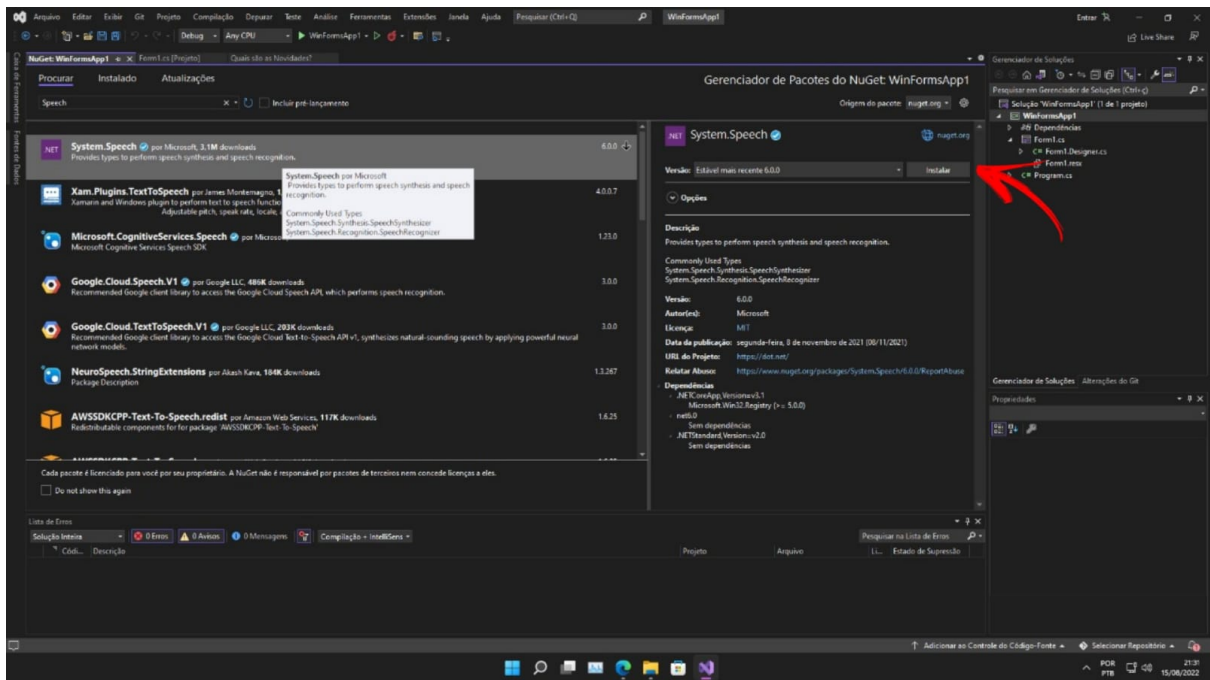 Arquivo Editar Exibir Git Projeto Compilação Depurar Teste Análise Ferramentas Extensões Janela Ajuda Pesquisar (Ctrl+Q) WinFormsApp1 Entrar
Debug Any CPU WinFormsApp1 Live Share
NuGet: WinFormsApp1 Form1.cs [Projeto] Quais são as Novidades?
Caixa de Ferramentas
Fontes de Dados
Procurar Instalado Atualizações
Gerenciador de Pacotes do NuGet: WinFormsApp1
Speech Incluir pré-lançamento
Origem do pacote: nuget.org
System.Speech por Microsoft, 3.1M downloads 6.0.0
Provides types to perform speech synthesis and speech recognition.
System.Speech por Microsoft
Provides types to perform speech synthesis and speech
recognition.
Commonly Used Types
System.Speech.Synthesis.SpeechSynthesizer
System.Speech.Recognition.SpeechRecognizer
Xam.Plugins.TextToSpeech por James Montemagno, 1 4.0.0.7
Xamarin and Windows plugin to perform text to speech functio
Adjustable pitch, speak rate, locale,
Microsoft.CognitiveServices.Speech por Microso 1.23.0
Microsoft Cognitive Services Speech SDK
Google.Cloud.Speech.V1 por Google LLC, 486K downloads 3.0.0
Recommended Google client library to access the Google Cloud Speech API, which performs speech recognition.
Google.Cloud.TextToSpeech.V1 por Google LLC, 203K downloads 3.0.0
Recommended Google client library to access the Google Cloud Text-to-Speech API v1, synthesizes natural-sounding speech by applying powerful neural
network models.
NeuroSpeech.StringExtensions por Akash Kava, 184K downloads 1.3.267
Package Description
AWSSDKCPP-Text-To-Speech.redist por Amazon Web Services, 117K downloads 1.6.25
Redistributable components for for package 'AWSSDKCPP-Text-To-Speech'
Cada pacote é licenciado para você por seu proprietário. A NuGet não é responsável por pacotes de terceiros nem concede licenças a eles.
Do not show this again
.NET System.Speech nuget.org
Versão: Estável mais recente 6.0.0 Instalar
Opções
Descrição
Provides types to perform speech synthesis and speech recognition.
Commonly Used Types
System.Speech.Synthesis.SpeechSynthesizer
System.Speech.Recognition.SpeechRecognizer
Versão: 6.0.0
Autor(es): Microsoft
Licença: MIT
Data da publicação: segunda-feira, 8 de novembro de 2021 (08/11/2021)
URL do Projeto: https://dot.net/
Relatar Abuso: https://www.nuget.org/packages/System.Speech/6.0.0/ReportAbuse
Dependências
.NETCoreApp,Version=v3.1
Microsoft.Win32.Registry (>= 5.0.0)
net6.0
Sem dependências
.NETStandard,Version=v2.0
Sem dependências
Gerenciador de Soluções
Pesquisar em Gerenciador de Soluções (Ctrl+ç)
Solução 'WinFormsApp1' (1 de 1 projeto)
WinFormsApp1
Dependências
Form1.cs
C# Form1.Designer.cs
Form1.resx
C# Program.cs
Gerenciador de Soluções Alterações do Git
Propriedades
Lista de Erros
Solução Inteira 0 Erros 0 Avisos 0 Mensagens Compilação + IntelliSens Pesquisar na Lista de Erros
Códi... Descrição Projeto Arquivo Li... Estado de Supressão
Adicionar ao Controle do Código-Fonte Selecionar Repositório
POR
PTB
21:31
15/08/2022